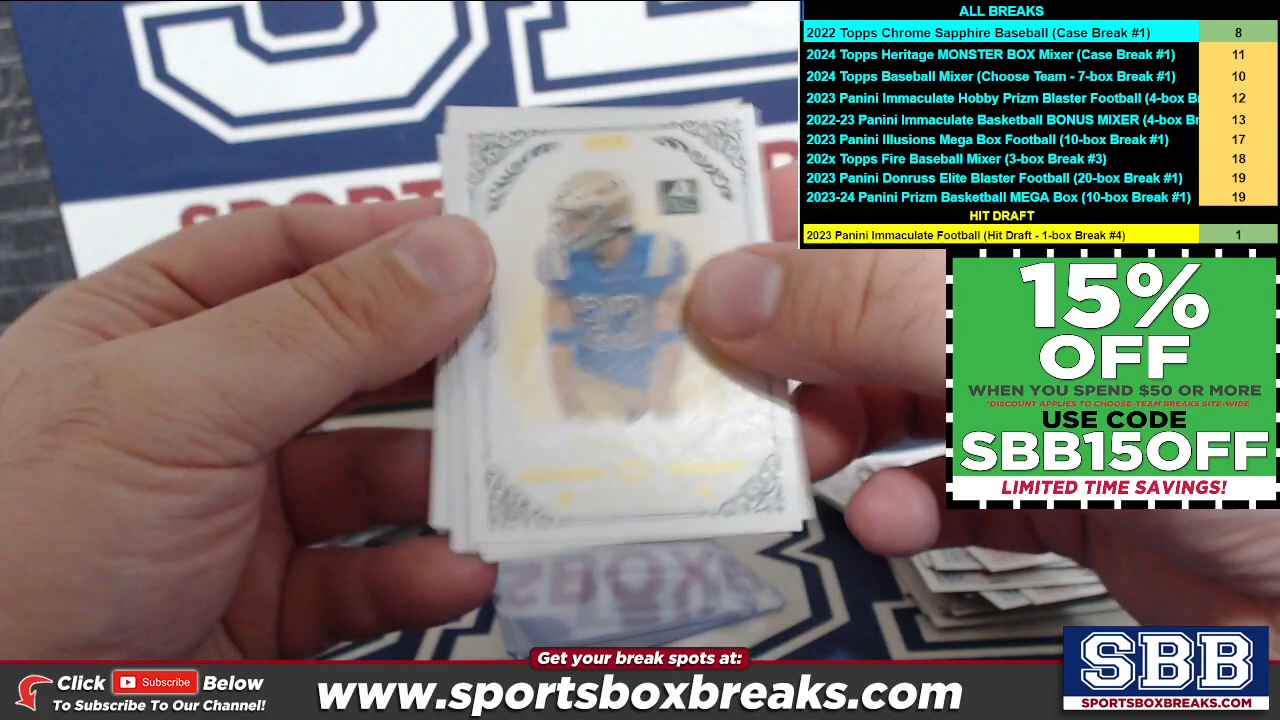 ALL BREAKS
2022 Topps Chrome Sapphire Baseball (Case Break #1) 8
2024 Topps Heritage MONSTER BOX Mixer (Case Break #1) 11
2024 Topps Baseball Mixer (Choose Team - 7-box Break #1) 10
2023 Panini Immaculate Hobby Prizm Blaster Football (4-box Br 12
2022-23 Panini Immaculate Basketball BONUS MIXER (4-box Br 13
2023 Panini Illusions Mega Box Football (10-box Break #1) 17
202x Topps Fire Baseball Mixer (3-box Break #3) 18
2023 Panini Donruss Elite Blaster Football (20-box Break #1) 19
2023-24 Panini Prizm Basketball MEGA Box (10-box Break #1) 19
HIT DRAFT
2023 Panini Immaculate Football (Hit Draft - 1-box Break #4) 1
15%
OFF
WHEN YOU SPEND $50 OR MORE
*DISCOUNT APPLIES TO CHOOSE-TEAM BREAKS SITE-WIDE
USE CODE
SBB15OFF
LIMITED TIME SAVINGS!
Get your break spots at:
Click Subscribe Below
To Subscribe To Our Channel!
www.sportsboxbreaks.com
SBB
SPORTSBOXBREAKS.COM